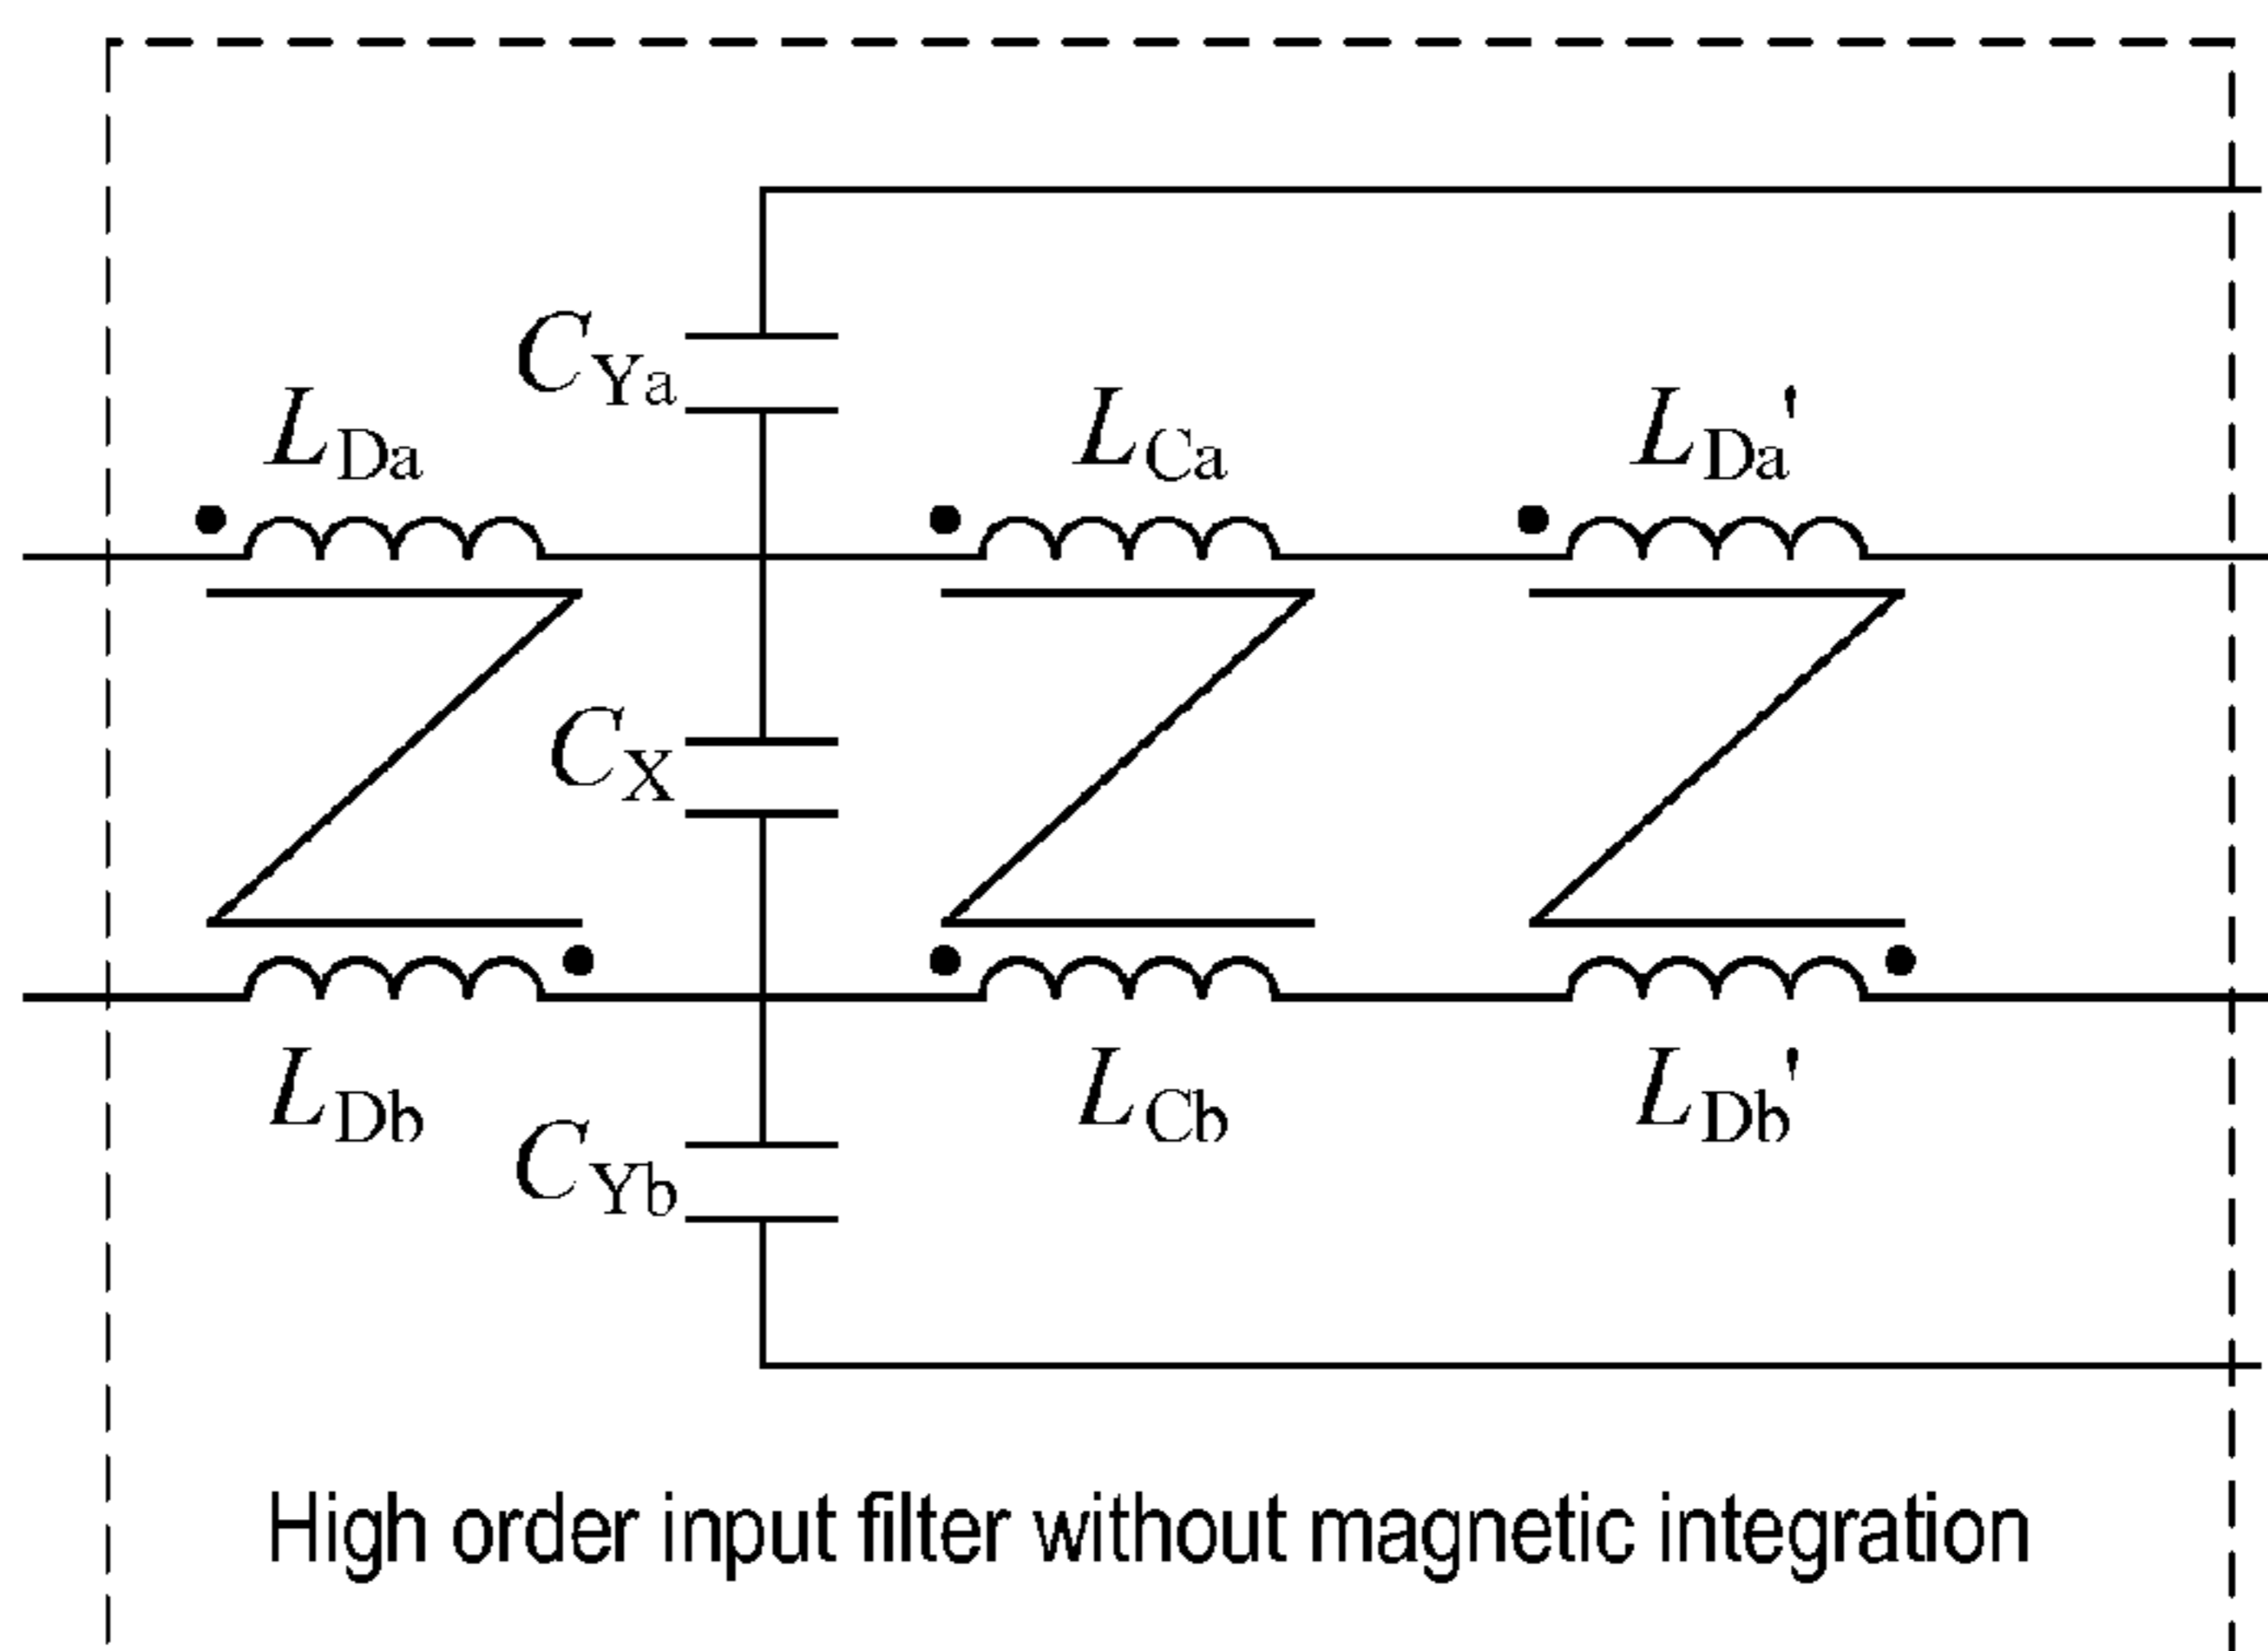 C_Ya
L_Da
L_Ca
L_Da'
C_X
L_Db
L_Cb
L_Db'
C_Yb
High order input filter without magnetic integration